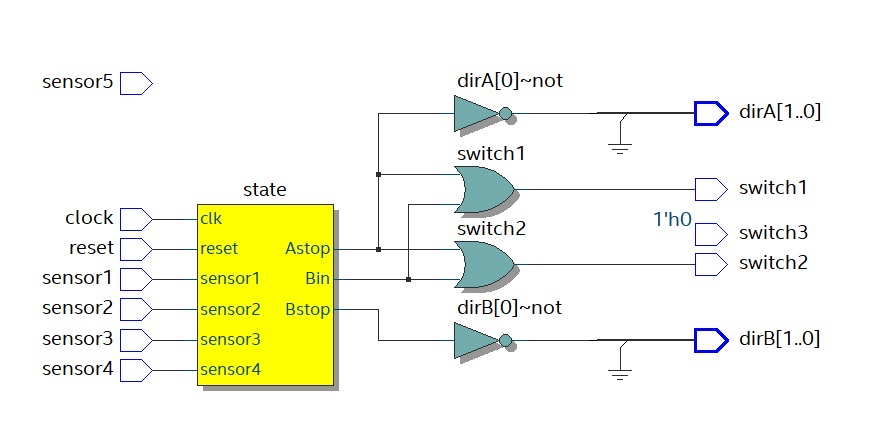 sensor5
dirA[0]~not
dirA[1..0]
switch1
switch1
state
clock
clk
1'h0
switch2
switch3
reset
reset
Astop
switch2
sensor1
sensor1
Bin
sensor2
sensor2
Bstop
dirB[0]~not
sensor3
sensor3
dirB[1..0]
sensor4
sensor4